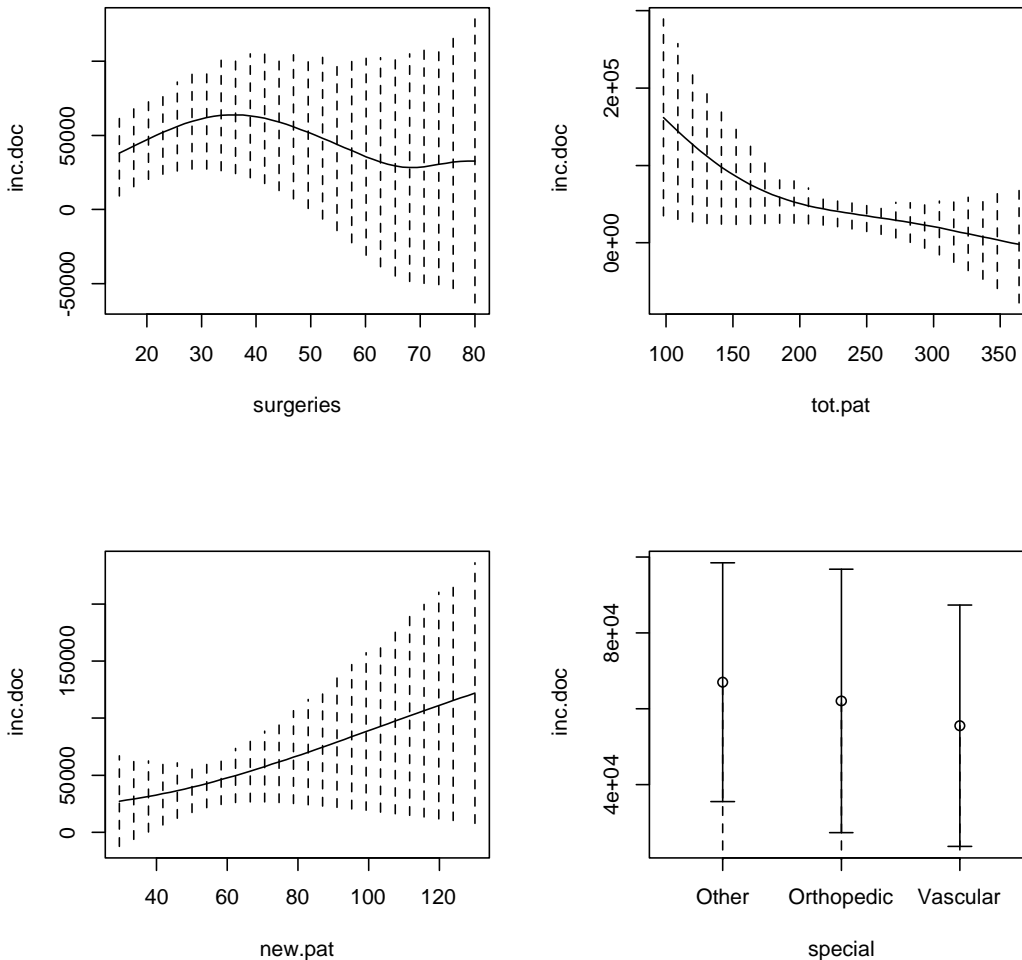 inc.doc
-50000 0 50000
20 30 40 50 60 70 80
surgeries
inc.doc
0e+00 2e+05
100 150 200 250 300 350
tot.pat
inc.doc
0 50000 150000
40 60 80 100 120
new.pat
inc.doc
4e+04 8e+04
Other Orthopedic Vascular
special